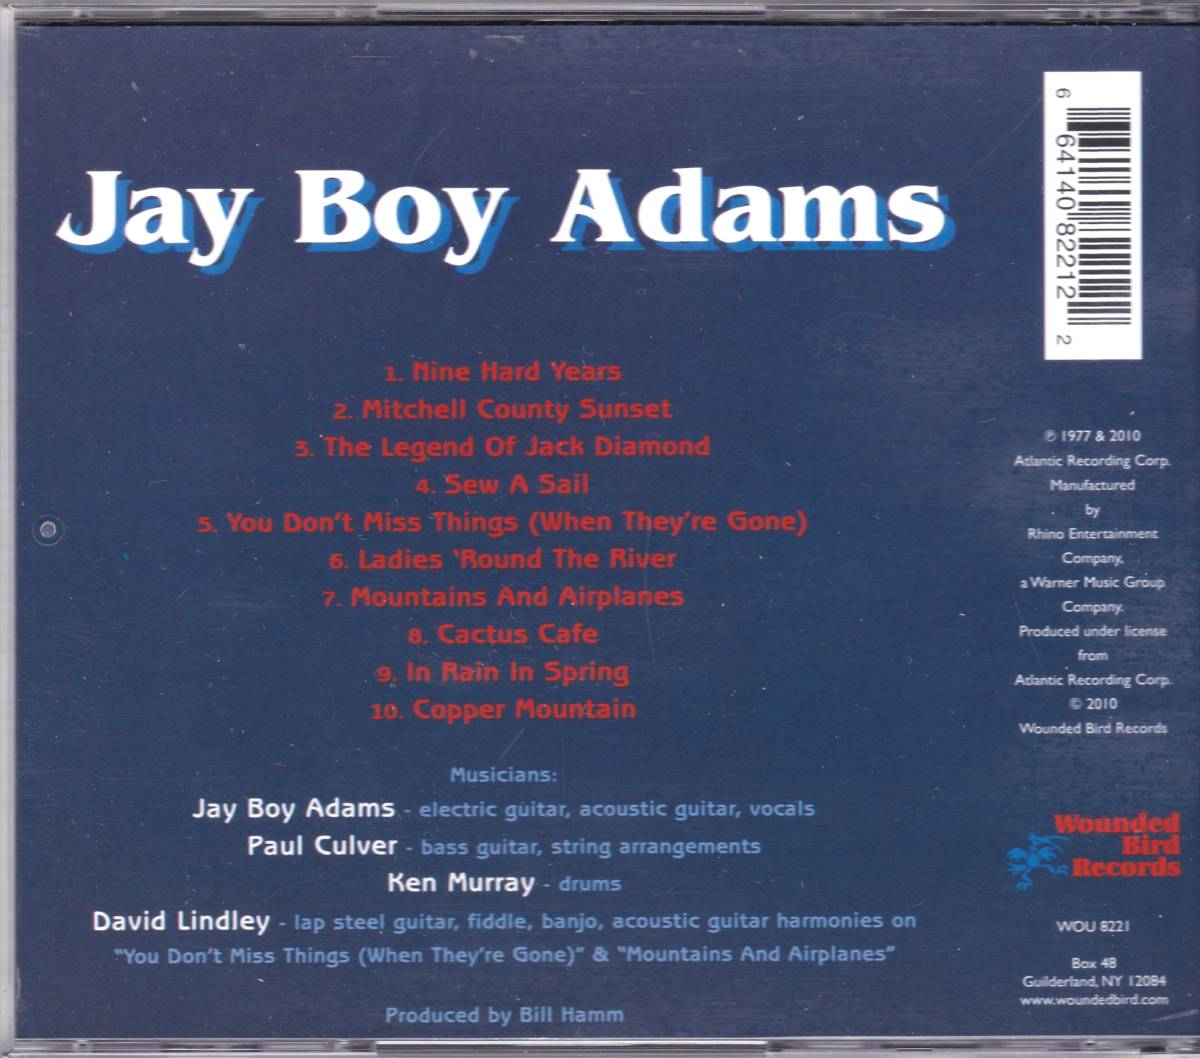 Jay Boy Adams
1. Nine Hard Years
2. Mitchell County Sunset
3. The Legend Of Jack Diamond
4. Sew A Sail
5. You Don't Miss Things (When They're Gone)
6. Ladies 'Round The River
7. Mountains And Airplanes
8. Cactus Cafe
9. In Rain In Spring
10. Copper Mountain
Musicians:
Jay Boy Adams - electric guitar, acoustic guitar, vocals
Paul Culver - bass guitar, string arrangements
Ken Murray - drums
David Lindley - lap steel guitar, fiddle, banjo, acoustic guitar harmonies on
"You Don't Miss Things (When They're Gone)" & "Mountains And Airplanes"
Produced by Bill Hamm
6 64140 82212 2
℗ 1977 & 2010
Atlantic Recording Corp.
Manufactured
by
Rhino Entertainment
Company,
a Warner Music Group
Company.
Produced under license
from
Atlantic Recording Corp.
© 2010
Wounded Bird Records
Wounded
Bird
Records
WOU 8221
Box 48
Guilderland, NY 12084
www.woundedbird.com